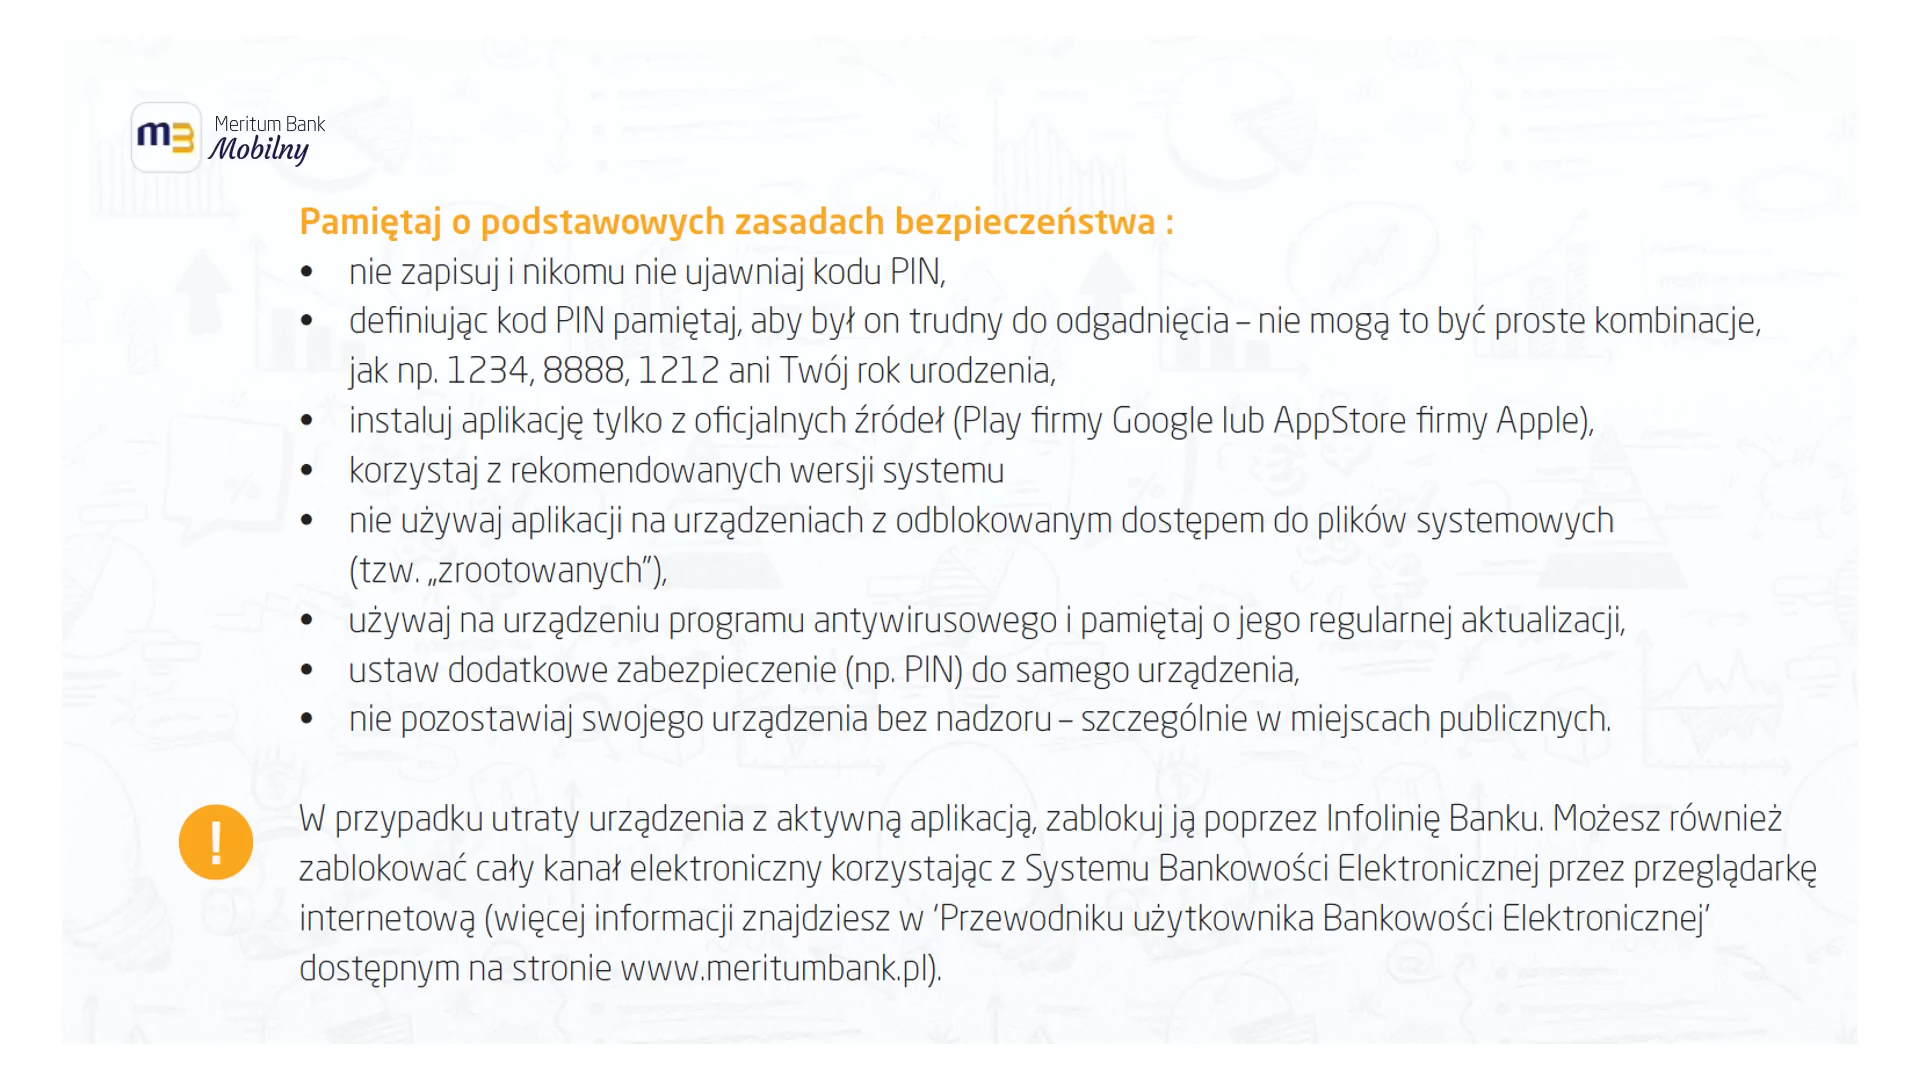 m3
Meritum Bank
Mobilny
Pamiętaj o podstawowych zasadach bezpieczeństwa :
• nie zapisuj i nikomu nie ujawniaj kodu PIN,
• definiując kod PIN pamiętaj, aby był on trudny do odgadnięcia – nie mogą to być proste kombinacje,
jak np. 1234, 8888, 1212 ani Twój rok urodzenia,
• instaluj aplikację tylko z oficjalnych źródeł (Play firmy Google lub AppStore firmy Apple),
• korzystaj z rekomendowanych wersji systemu
• nie używaj aplikacji na urządzeniach z odblokowanym dostępem do plików systemowych
(tzw. „zrootowanych”),
• używaj na urządzeniu programu antywirusowego i pamiętaj o jego regularnej aktualizacji,
• ustaw dodatkowe zabezpieczenie (np. PIN) do samego urządzenia,
• nie pozostawiaj swojego urządzenia bez nadzoru – szczególnie w miejscach publicznych.
! W przypadku utraty urządzenia z aktywną aplikacją, zablokuj ją poprzez Infolinię Banku. Możesz również
zablokować cały kanał elektroniczny korzystając z Systemu Bankowości Elektronicznej przez przeglądarkę
internetową (więcej informacji znajdziesz w ‘Przewodniku użytkownika Bankowości Elektronicznej’
dostępnym na stronie www.meritumbank.pl).